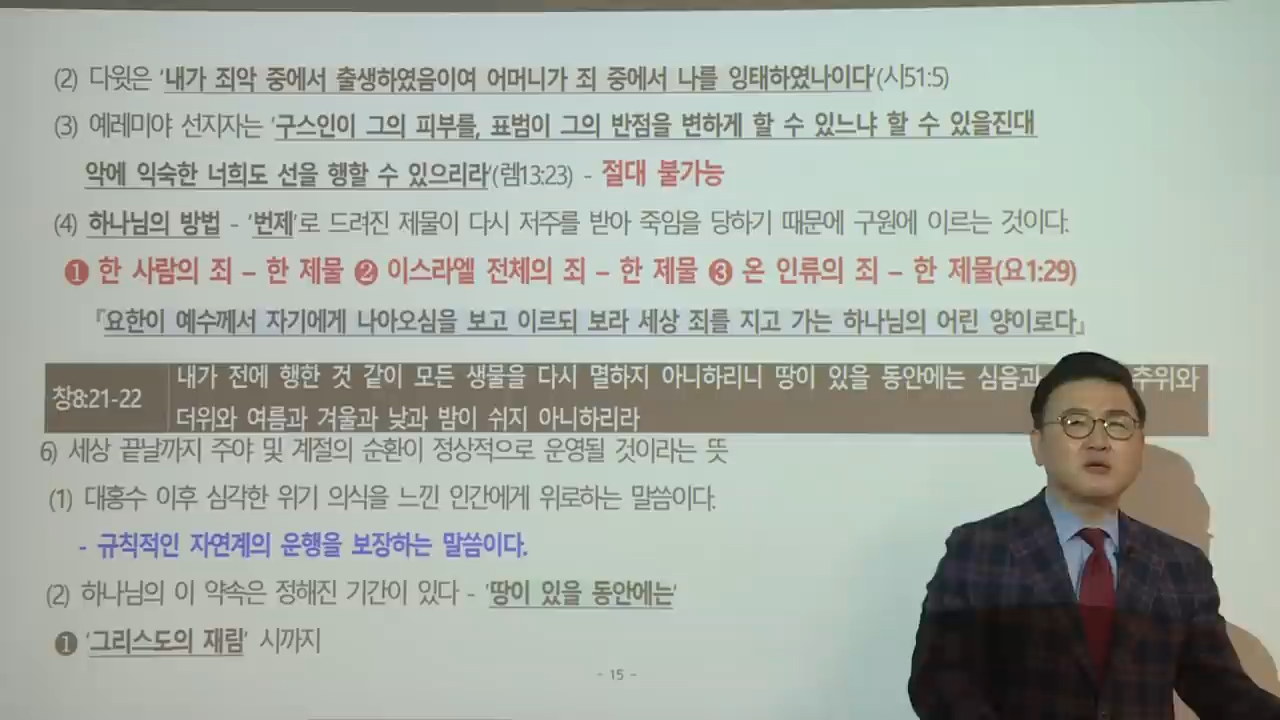 (2) 다윗은 '내가 죄악 중에서 출생하였음이여 어머니가 죄 중에서 나를 잉태하였나이다'(시51:5)
(3) 예레미야 선지자는 '구스인이 그의 피부를, 표범이 그의 반점을 변하게 할 수 있느냐 할 수 있을진대
악에 익숙한 너희도 선을 행할 수 있으리라'(렘13:23) - 절대 불가능
(4) 하나님의 방법 - '번제'로 드려진 제물이 다시 저주를 받아 죽임을 당하기 때문에 구원에 이르는 것이다.
❶ 한 사람의 죄 – 한 제물 ❷ 이스라엘 전체의 죄 – 한 제물 ❸ 온 인류의 죄 – 한 제물(요1:29)
『요한이 예수께서 자기에게 나아오심을 보고 이르되 보라 세상 죄를 지고 가는 하나님의 어린 양이로다』
창8:21-22
내가 전에 행한 것 같이 모든 생물을 다시 멸하지 아니하리니 땅이 있을 동안에는 심음과 추위와
더위와 여름과 겨울과 낮과 밤이 쉬지 아니하리라
6) 세상 끝날까지 주야 및 계절의 순환이 정상적으로 운영될 것이라는 뜻
(1) 대홍수 이후 심각한 위기 의식을 느낀 인간에게 위로하는 말씀이다.
- 규칙적인 자연계의 운행을 보장하는 말씀이다.
(2) 하나님의 이 약속은 정해진 기간이 있다 - '땅이 있을 동안에는'
❶ '그리스도의 재림' 시까지
- 15 -